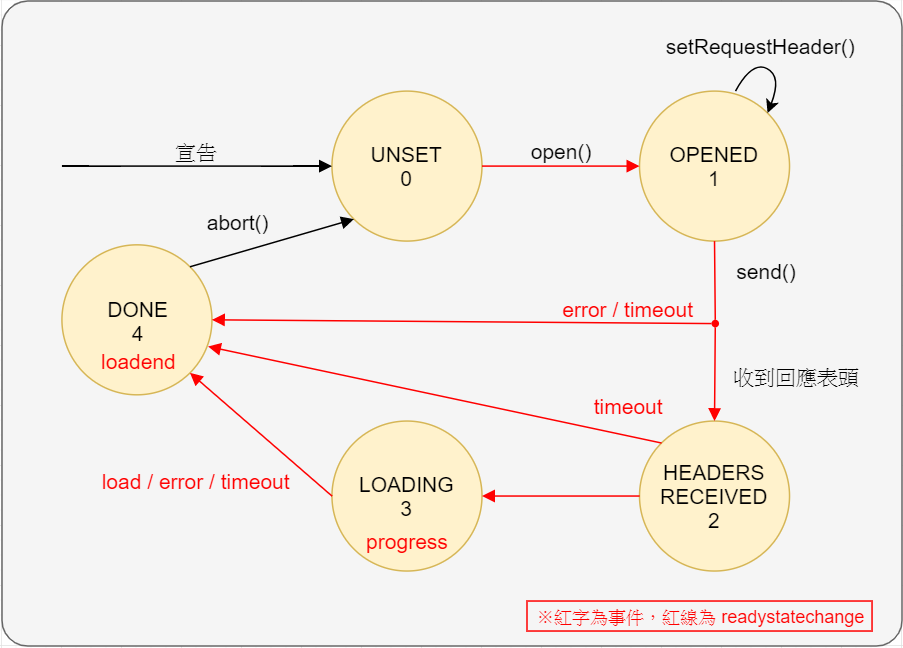 setRequestHeader()
宣告
UNSET
0
open()
OPENED
1
abort()
send()
DONE
4
loadend
error / timeout
收到回應表頭
timeout
load / error / timeout
LOADING
3
progress
HEADERS
RECEIVED
2
※紅字為事件，紅線為 readystatechange